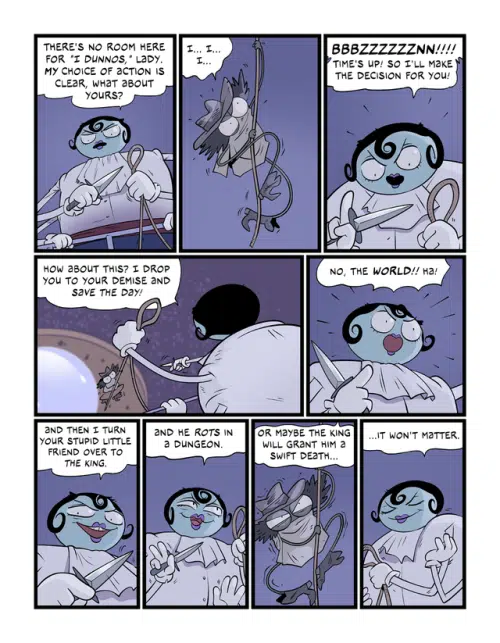 THERE'S NO ROOM HERE
FOR "I DUNNOS," LADY.
MY CHOICE OF ACTION IS
CLEAR, WHAT ABOUT
YOURS?
I... I...
I...
BBBZZZZZZNN!!!!
TIME'S UP! SO I'LL MAKE
THE DECISION FOR YOU!
HOW ABOUT THIS? I DROP
YOU TO YOUR DEMISE AND
SAVE THE DAY!
NO, THE WORLD!! HA!
AND THEN I TURN
YOUR STUPID LITTLE
FRIEND OVER TO
THE KING.
AND HE ROTS IN
A DUNGEON.
OR MAYBE THE KING
WILL GRANT HIM A
SWIFT DEATH...
...IT WON'T MATTER.